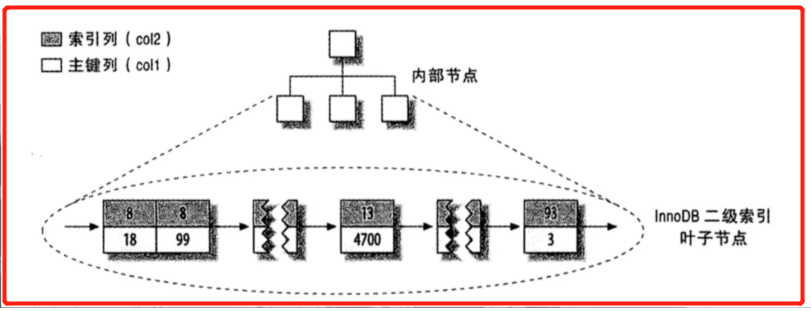 索引列（col2）
主键列（col1）
内部节点
8 8 13 93
18 99 4700 3
InnoDB 二级索引
叶子节点